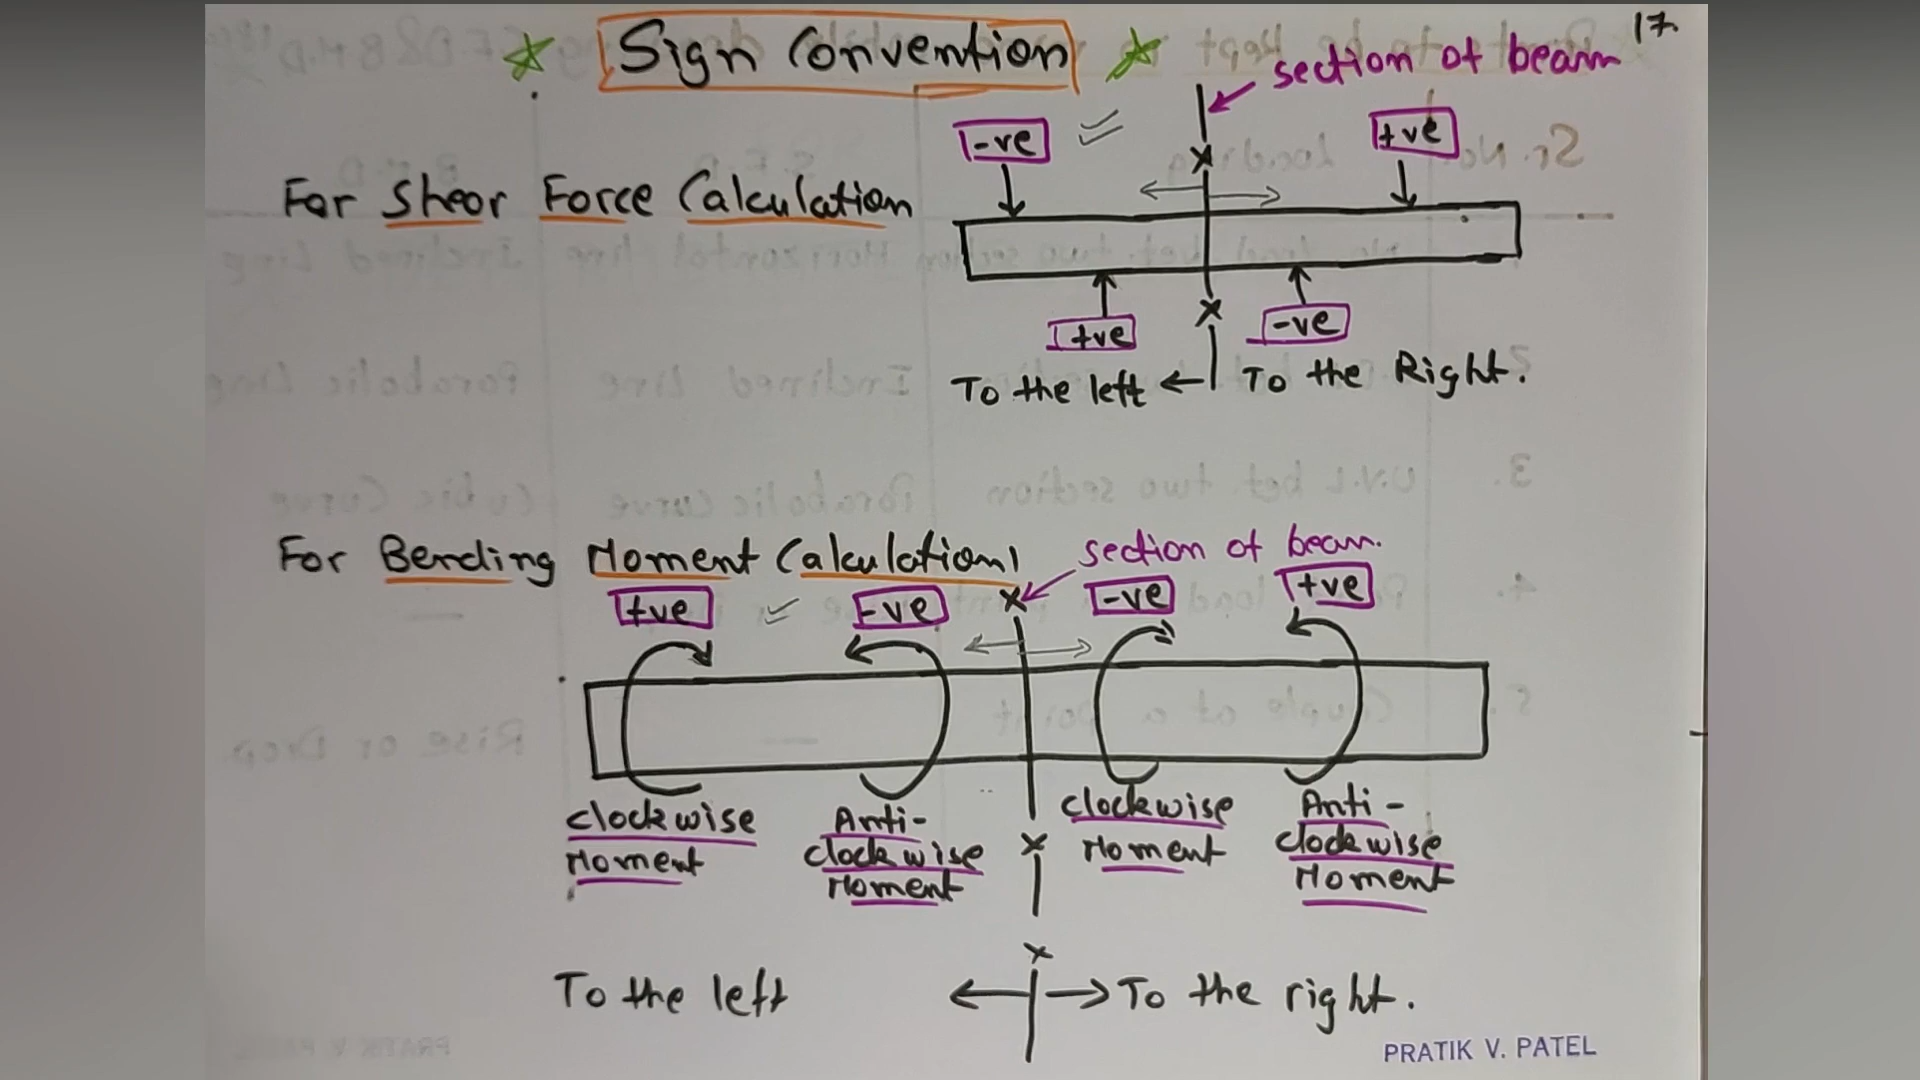 17.
Sign Convention
section of beam
-ve
+ve
For Shear Force Calculation
x
x
+ve
-ve
To the left
To the Right.
For Bending Moment Calculation
section of beam.
+ve
-ve
x
-ve
+ve
clockwise
Moment
Anti-
clockwise
Moment
x
clockwise
Moment
Anti-
clockwise
Moment
x
To the left
To the right.
PRATIK V. PATEL